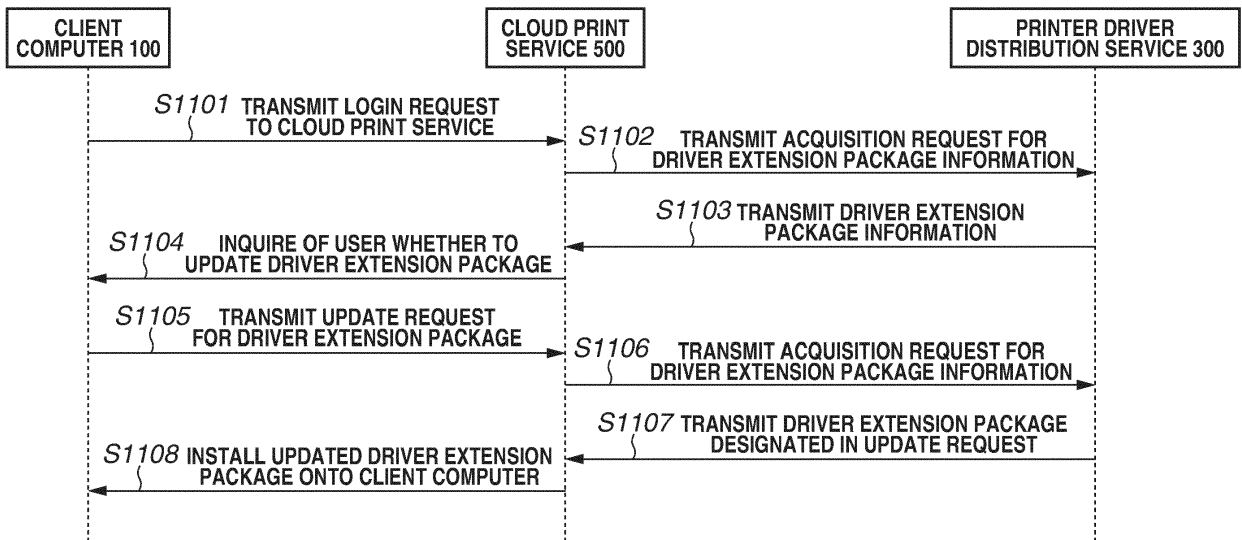 CLIENT
COMPUTER 100
CLOUD PRINT
SERVICE 500
PRINTER DRIVER
DISTRIBUTION SERVICE 300
S1101 TRANSMIT LOGIN REQUEST
TO CLOUD PRINT SERVICE
S1102 TRANSMIT ACQUISITION REQUEST FOR
DRIVER EXTENSION PACKAGE INFORMATION
S1103 TRANSMIT DRIVER EXTENSION
PACKAGE INFORMATION
S1104 INQUIRE OF USER WHETHER TO
UPDATE DRIVER EXTENSION PACKAGE
S1105 TRANSMIT UPDATE REQUEST
FOR DRIVER EXTENSION PACKAGE
S1106 TRANSMIT ACQUISITION REQUEST FOR
DRIVER EXTENSION PACKAGE INFORMATION
S1107 TRANSMIT DRIVER EXTENSION PACKAGE
DESIGNATED IN UPDATE REQUEST
S1108 INSTALL UPDATED DRIVER EXTENSION
PACKAGE ONTO CLIENT COMPUTER